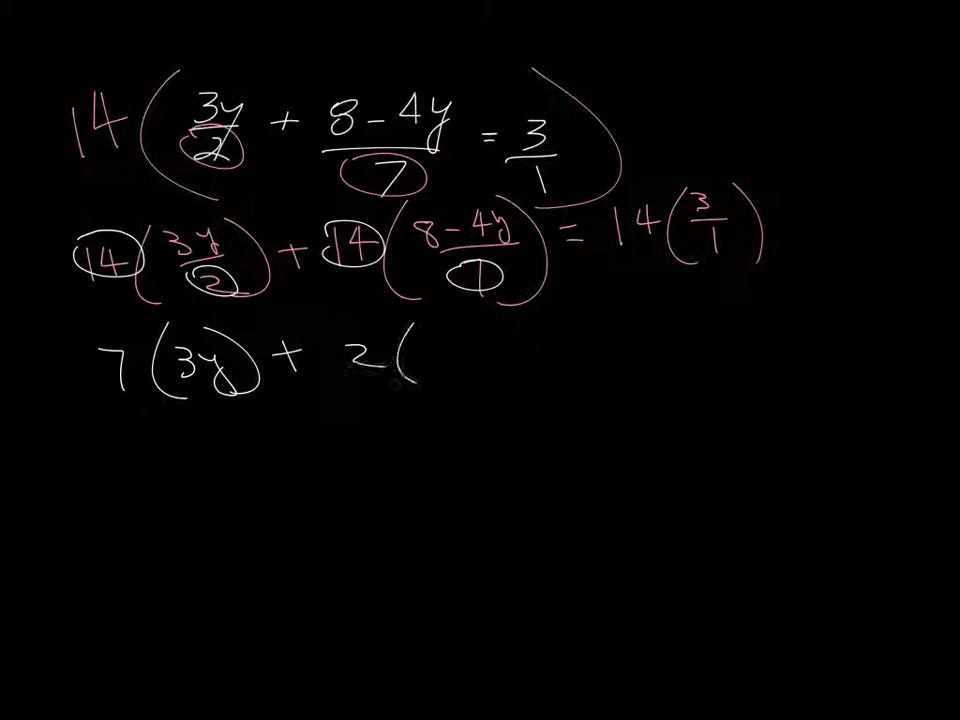 14 ( 3y/2 + 8-4y/7 = 3/1 )
14 ( 3y/2 ) + 14 ( 8-4y/7 ) = 14 ( 3/1 )
7 ( 3y ) + 2 (